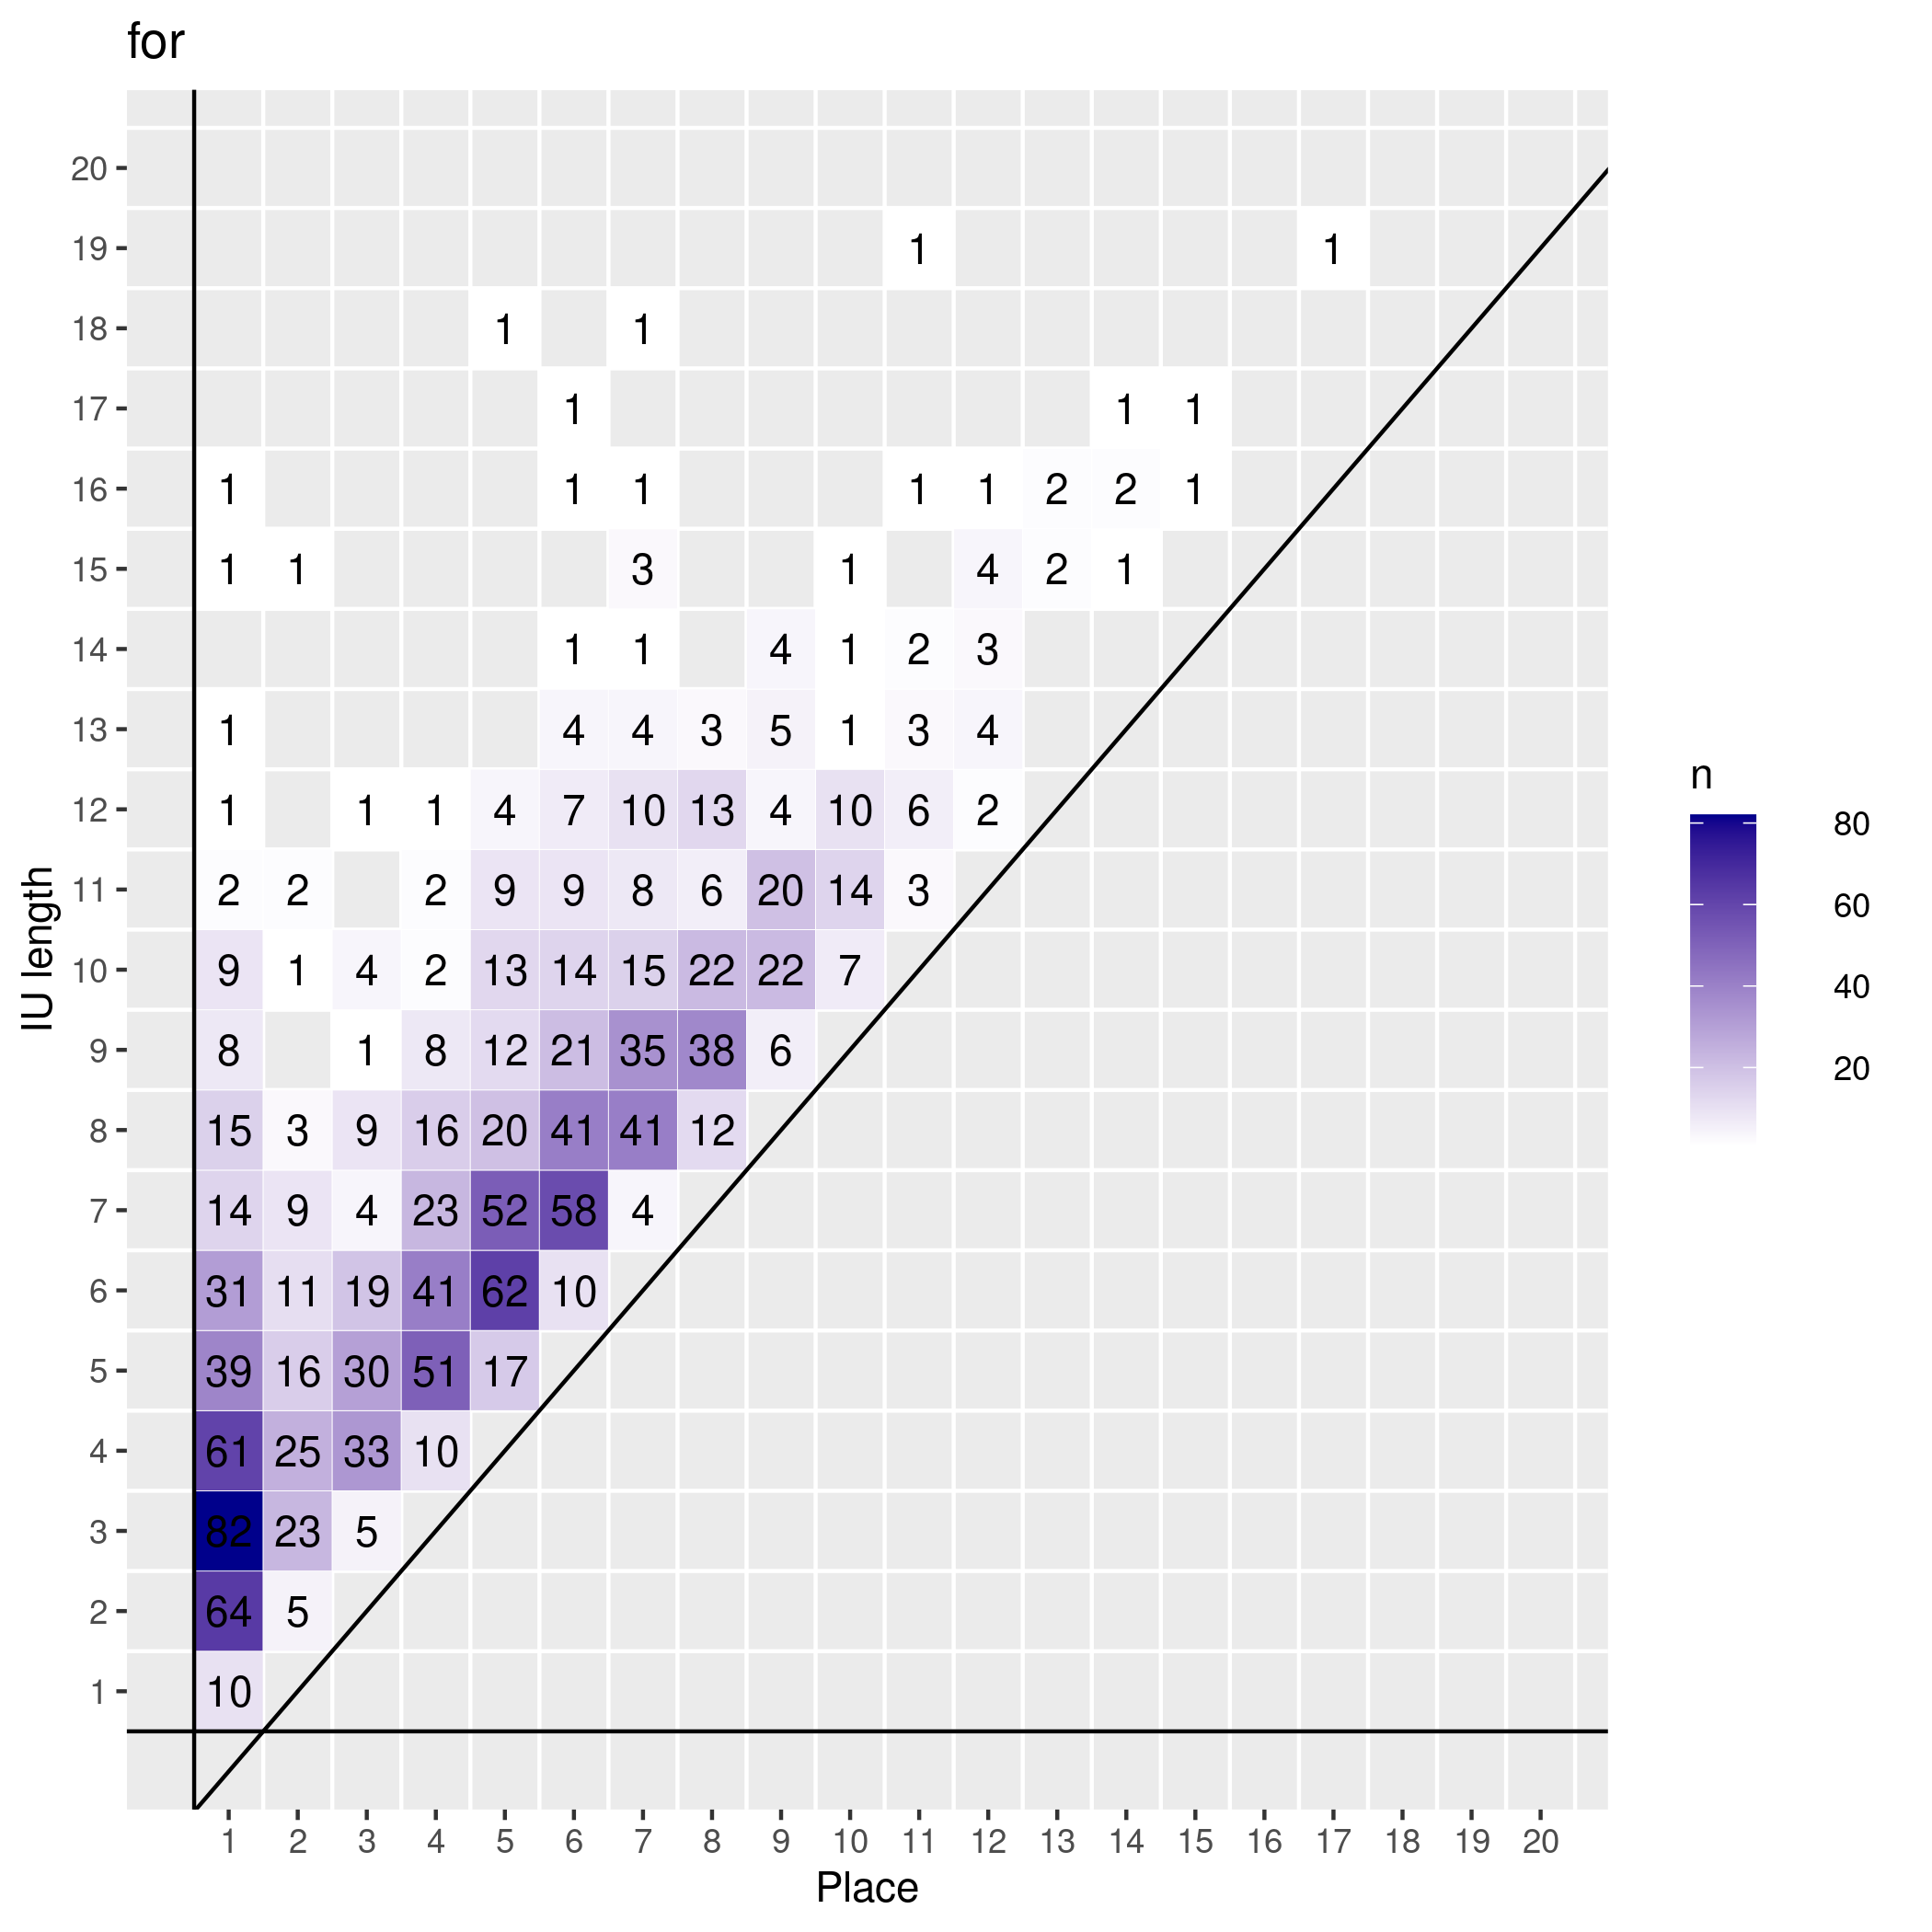 for
20
19 1 1
18 1 1
17 1 1 1
16 1 1 1 1 1 2 2 1
15 1 1 3 1 4 2 1
14 1 1 4 1 2 3
13 1 4 4 3 5 1 3 4
12 1 1 1 4 7 10 13 4 10 6 2
11 2 2 2 9 9 8 6 20 14 3
10 9 1 4 2 13 14 15 22 22 7
9 8 1 8 12 21 35 38 6
8 15 3 9 16 20 41 41 12
7 14 9 4 23 52 58 4
6 31 11 19 41 62 10
5 39 16 30 51 17
4 61 25 33 10
3 82 23 5
2 64 5
1 10
1 2 3 4 5 6 7 8 9 10 11 12 13 14 15 16 17 18 19 20
Place
IU length
n
80
60
40
20